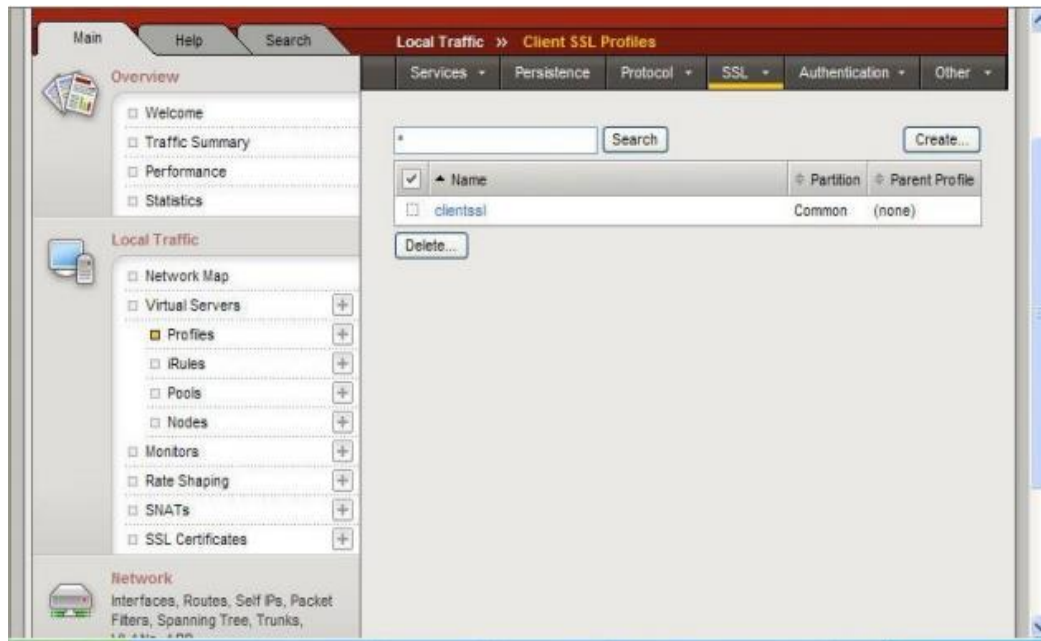 Main Help Search
Local Traffic » Client SSL Profiles
Services Persistence Protocol SSL Authentication Other
Overview
Welcome
Traffic Summary
Performance
Statistics
Local Traffic
Network Map
Virtual Servers
Profiles
iRules
Pools
Nodes
Monitors
Rate Shaping
SNATs
SSL Certificates
Network
Interfaces, Routes, Self IPs, Packet
Filters, Spanning Tree, Trunks,
VLANs, ARP
* Search Create...
Name Partition Parent Profile
clientssl Common (none)
Delete...